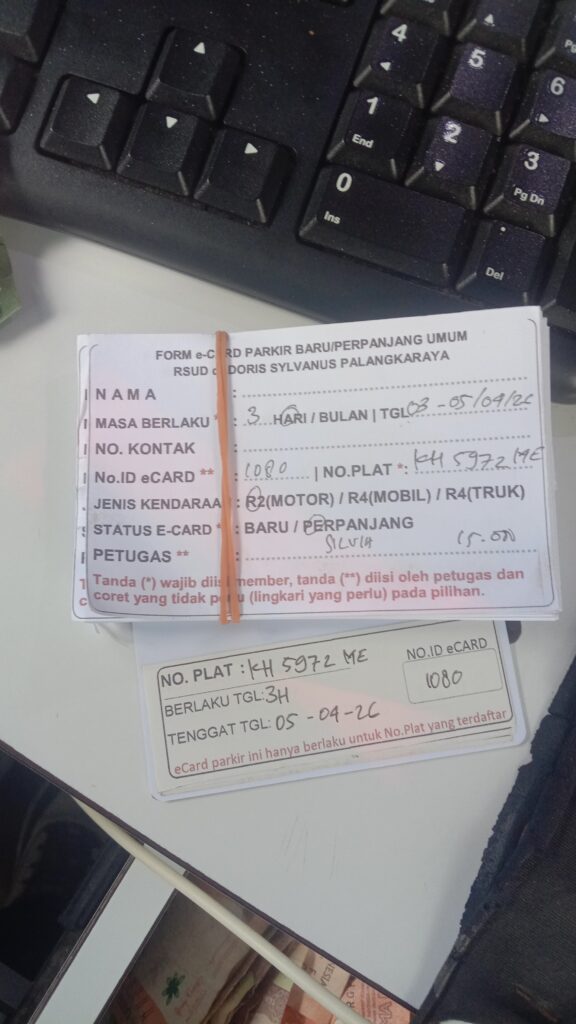 4
5
6
1
End
2
3
Pg Dn
0
Ins
Del
FORM e-CARD PARKIR BARU/PERPANJANG UMUM
RSUD DORIS SYLVANUS PALANGKARAYA
N A M A :
MASA BERLAKU * : 3 HARI / BULAN | TGL 03 - 05/04/26
NO. KONTAK :
No.ID eCARD ** : 1080 | NO.PLAT *: KH 5972 ME
JENIS KENDARAA : R2(MOTOR) / R4(MOBIL) / R4(TRUK)
STATUS E-CARD * : BARU / PERPANJANG
PETUGAS ** : SILVIA 15.000
Tanda (*) wajib diisi member, tanda (**) diisi oleh petugas dan
coret yang tidak perlu (lingkari yang perlu) pada pilihan.
NO. PLAT : KH 5972 ME
NO.ID eCARD
1080
BERLAKU TGL: 3H
TENGGAT TGL: 05 - 04 - 26
eCard parkir ini hanya berlaku untuk No.Plat yang terdaftar